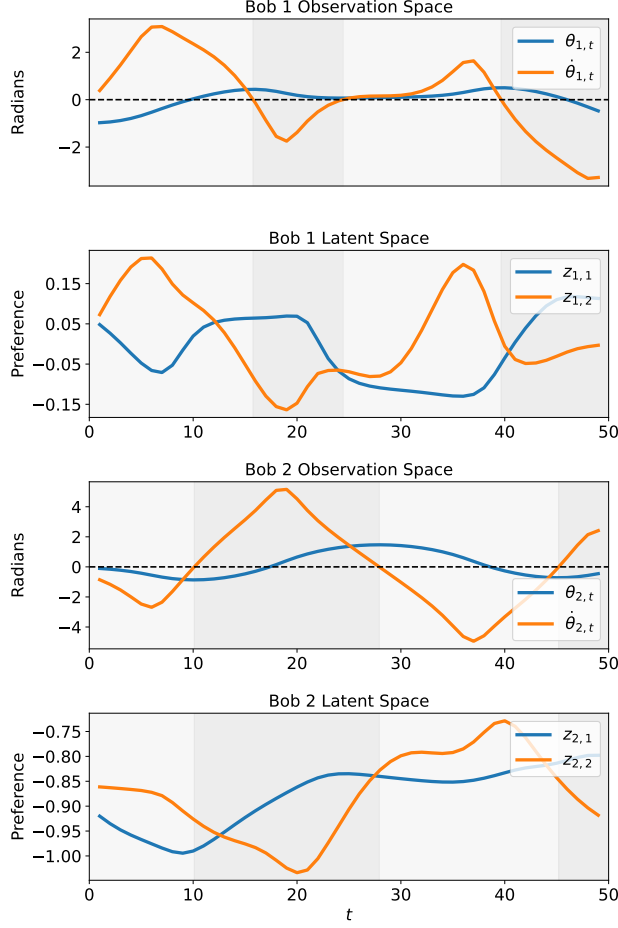 Bob 1 Observation Space
Radians
2
0
−2
θ1,t
θ̇1,t
Bob 1 Latent Space
Preference
0.15
0.05
−0.05
−0.15
z1,1
z1,2
0 10 20 30 40 50
Bob 2 Observation Space
Radians
4
2
0
−2
−4
θ2,t
θ̇2,t
0 10 20 30 40 50
Bob 2 Latent Space
Preference
−0.75
−0.80
−0.85
−0.90
−0.95
−1.00
z2,1
z2,2
0 10 20 30 40 50
t